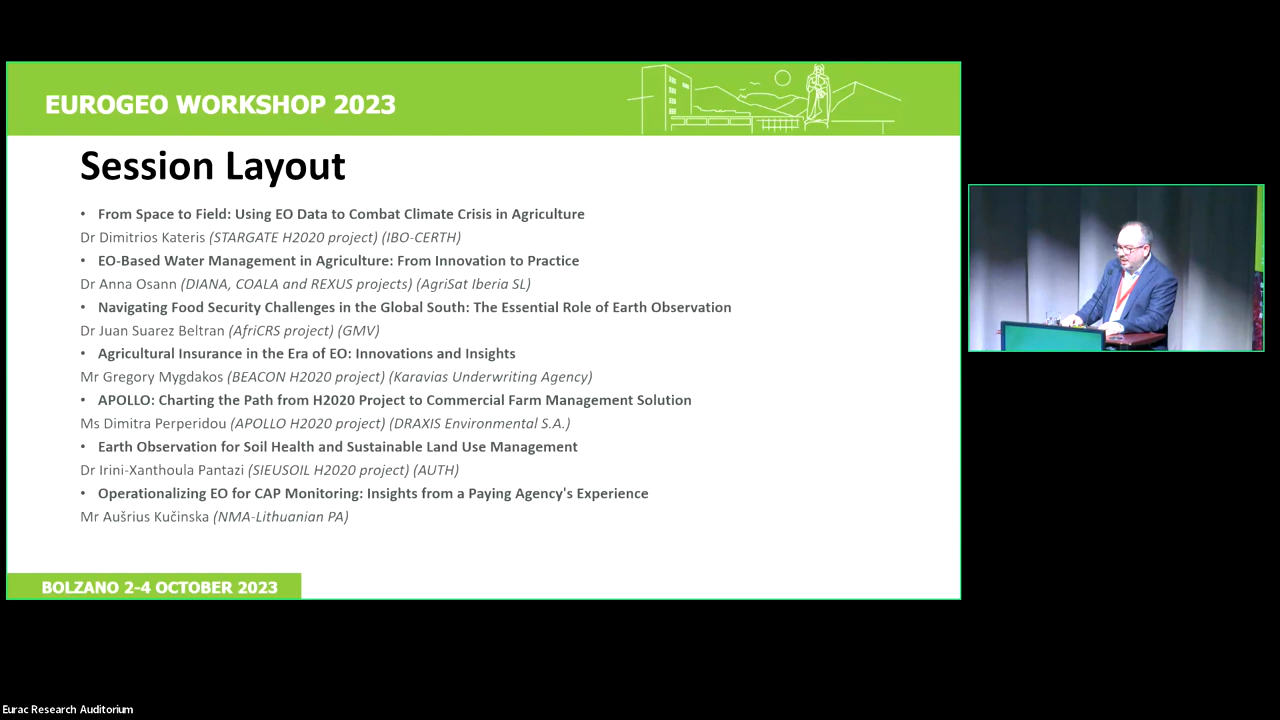 EUROGEO WORKSHOP 2023
Session Layout
• From Space to Field: Using EO Data to Combat Climate Crisis in Agriculture
Dr Dimitrios Kateris (STARGATE H2020 project) (IBO-CERTH)
• EO-Based Water Management in Agriculture: From Innovation to Practice
Dr Anna Osann (DIANA, COALA and REXUS projects) (AgriSat Iberia SL)
• Navigating Food Security Challenges in the Global South: The Essential Role of Earth Observation
Dr Juan Suarez Beltran (AfriCRS project) (GMV)
• Agricultural Insurance in the Era of EO: Innovations and Insights
Mr Gregory Mygdakos (BEACON H2020 project) (Karavias Underwriting Agency)
• APOLLO: Charting the Path from H2020 Project to Commercial Farm Management Solution
Ms Dimitra Perperidou (APOLLO H2020 project) (DRAXIS Environmental S.A.)
• Earth Observation for Soil Health and Sustainable Land Use Management
Dr Irini-Xanthoula Pantazi (SIEUSOIL H2020 project) (AUTH)
• Operationalizing EO for CAP Monitoring: Insights from a Paying Agency's Experience
Mr Aušrius Kučinska (NMA-Lithuanian PA)
BOLZANO 2-4 OCTOBER 2023
Eurac Research Auditorium